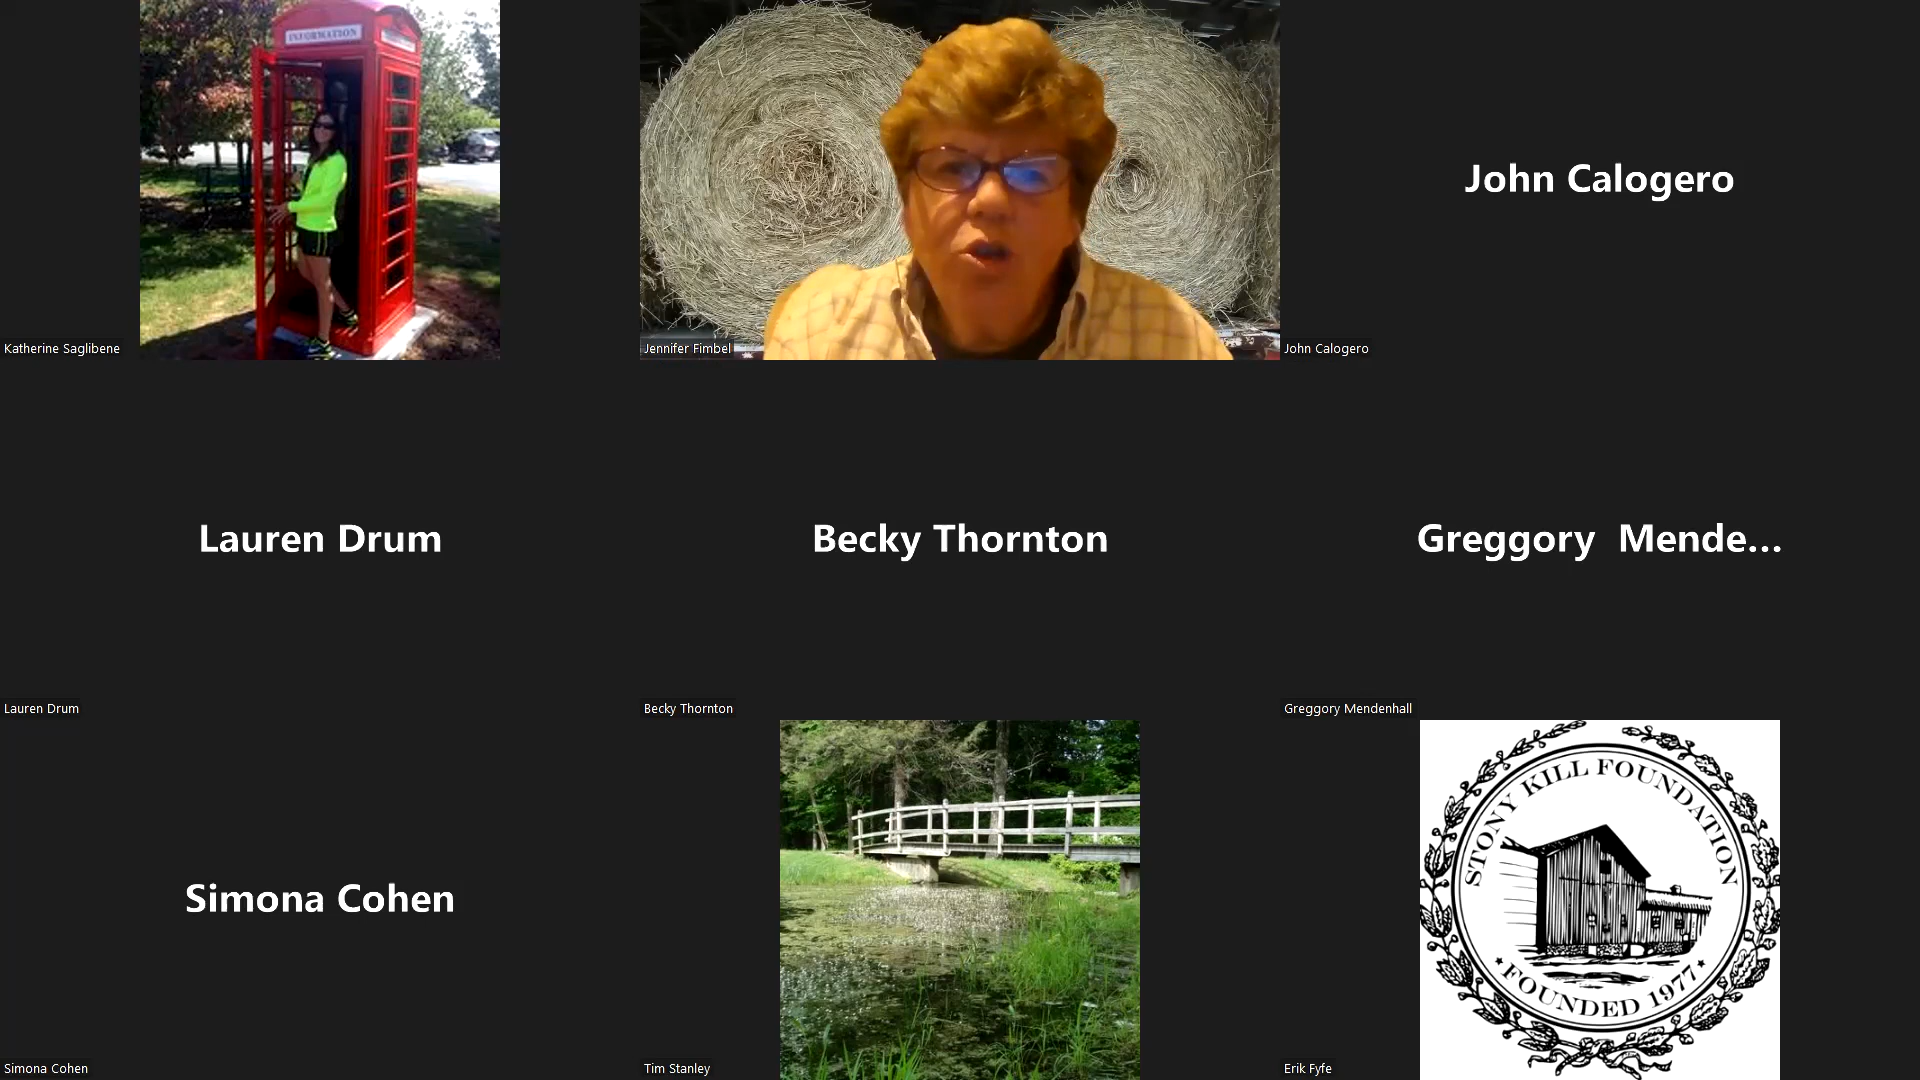 INFORMATION
John Calogero
Katherine Saglibene
Jennifer Fimbel
John Calogero
Lauren Drum
Becky Thornton
Greggory  Mende...
Lauren Drum
Becky Thornton
Greggory Mendenhall
Simona Cohen
STONY KILL FOUNDATION
FOUNDED 1977
Simona Cohen
Tim Stanley
Erik Fyfe